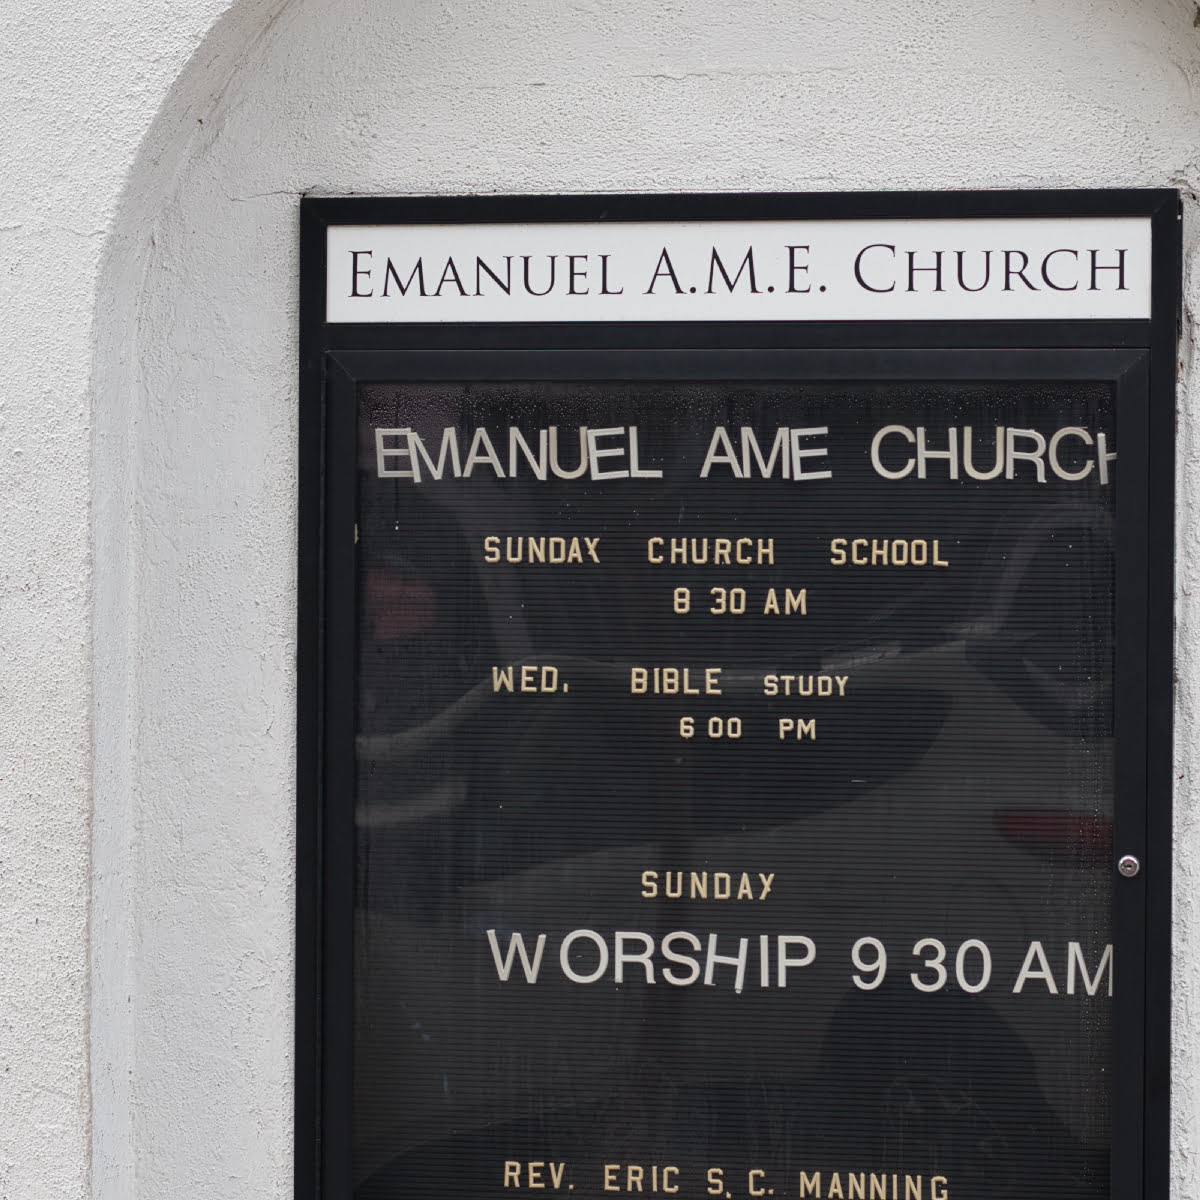 EMANUEL A.M.E. CHURCH
EMANUEL AME CHURCH
SUNDAY CHURCH SCHOOL
8 30 AM
WED. BIBLE STUDY
6 00 PM
SUNDAY
WORSHIP 9 30 AM
REV. ERIC S. C. MANNING